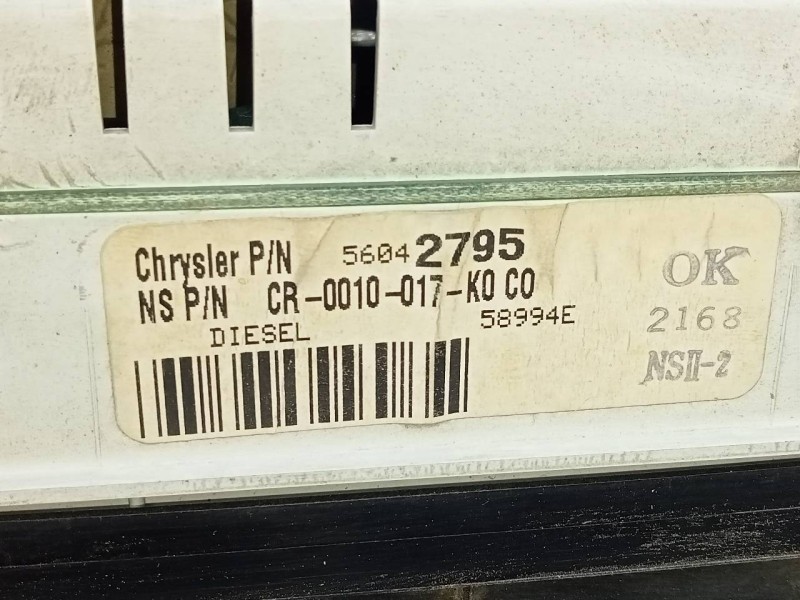 Chrysler P/N 56042795
NS P/N CR-0010-017-K0 C0
DIESEL 58994E
OK
2168
NSII-2